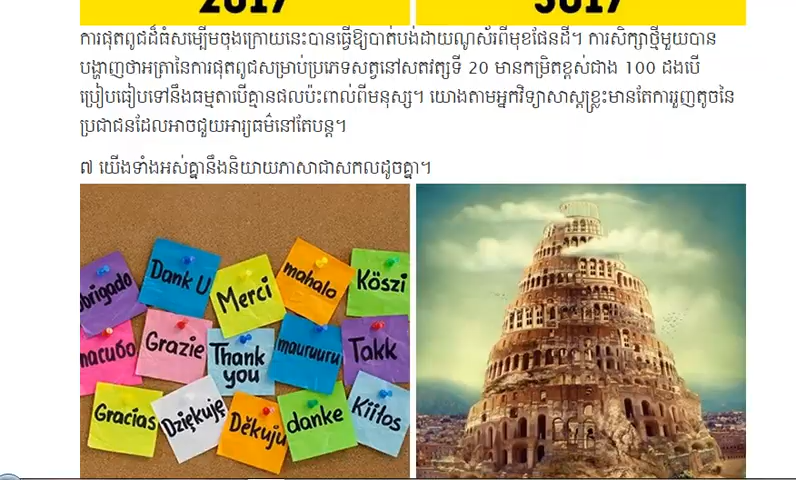 2017 3017
ការផុតពូជដ៏ធំសម្បើមចុងក្រោយនេះបានធ្វើឱ្យបាត់បង់ដាយណូស័រពីមុខផែនដី។ ការសិក្សាថ្មីមួយបាន
បង្ហាញថាអត្រានៃការផុតពូជសម្រាប់ប្រភេទសត្វនៅសតវត្សទី 20 មានកម្រិតខ្ពស់ជាង 100 ដងបើ
ប្រៀបធៀបទៅនឹងធម្មតាបើគ្មានផលប៉ះពាល់ពីមនុស្ស។ យោងតាមអ្នកវិទ្យាសាស្ត្រខ្លះមានតែការរួញតូចនៃ
ប្រជាជនដែលអាចជួយអារ្យធម៌នៅតែបន្ត។
៧ យើងទាំងអស់គ្នានឹងនិយាយភាសាជាសកលដូចគ្នា។
obrigado Dank U Merci mahalo Köszi
пасибо Grazie Thank you mauruuru Takk
Gracias Dziękuję Děkuju danke Kiitos